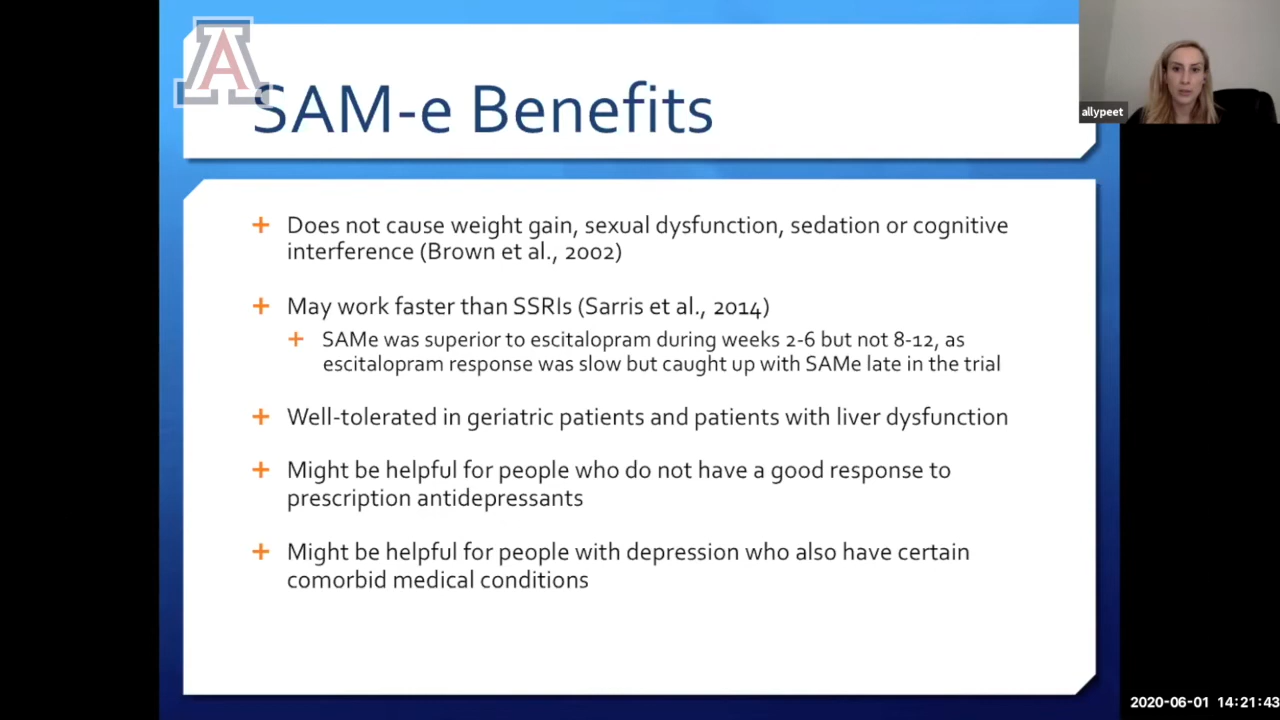 A
SAM-e Benefits
allypeet
Does not cause weight gain, sexual dysfunction, sedation or cognitive
interference (Brown et al., 2002)
May work faster than SSRIs (Sarris et al., 2014)
SAMe was superior to escitalopram during weeks 2-6 but not 8-12, as
escitalopram response was slow but caught up with SAMe late in the trial
Well-tolerated in geriatric patients and patients with liver dysfunction
Might be helpful for people who do not have a good response to
prescription antidepressants
Might be helpful for people with depression who also have certain
comorbid medical conditions
2020-06-01 14:21:43